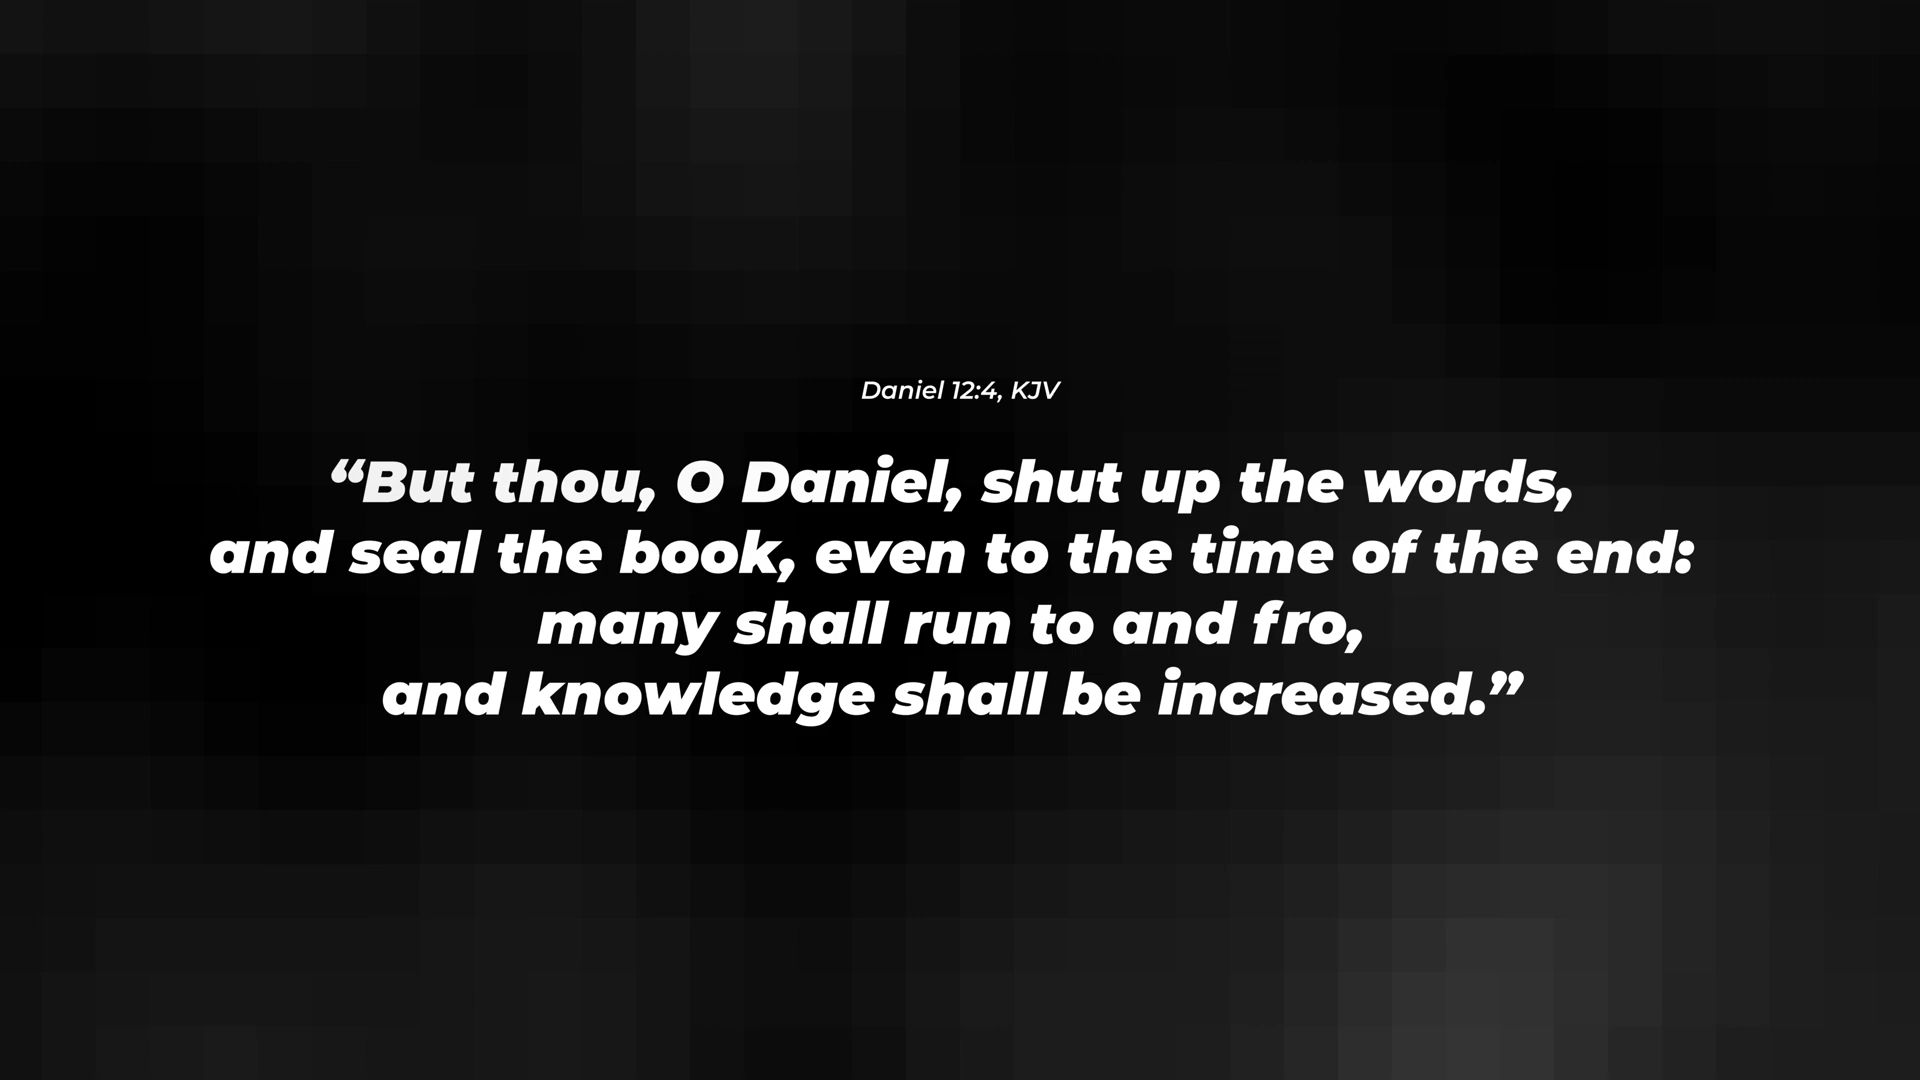 Daniel 12:4, KJV
“But thou, O Daniel, shut up the words,
and seal the book, even to the time of the end:
many shall run to and fro,
and knowledge shall be increased.”